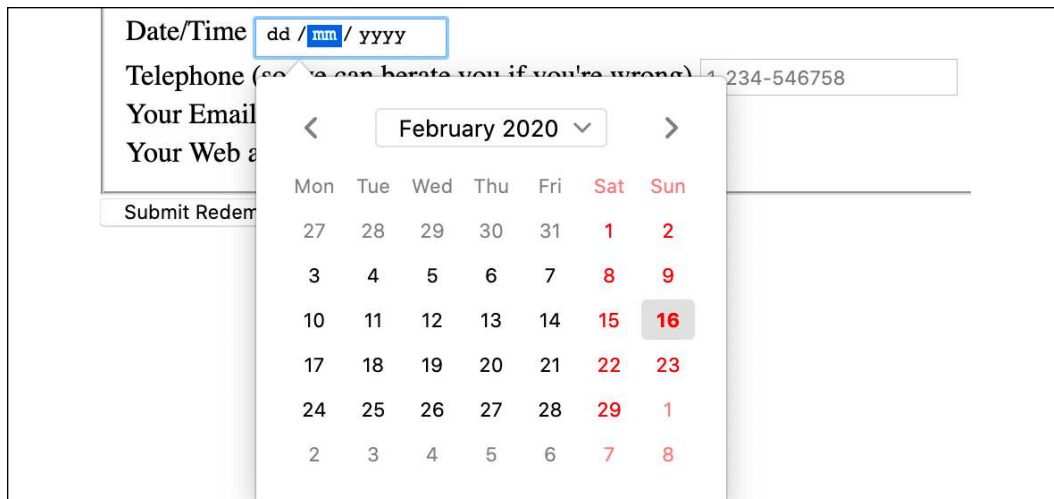 Date/Time dd / mm / yyyy
Telephone (so we can berate you if you're wrong) 1-234-546758
Your Email
Your Web a
February 2020
Mon Tue Wed Thu Fri Sat Sun
27 28 29 30 31 1 2
3 4 5 6 7 8 9
Submit Redem
10 11 12 13 14 15 16
17 18 19 20 21 22 23
24 25 26 27 28 29 1
2 3 4 5 6 7 8